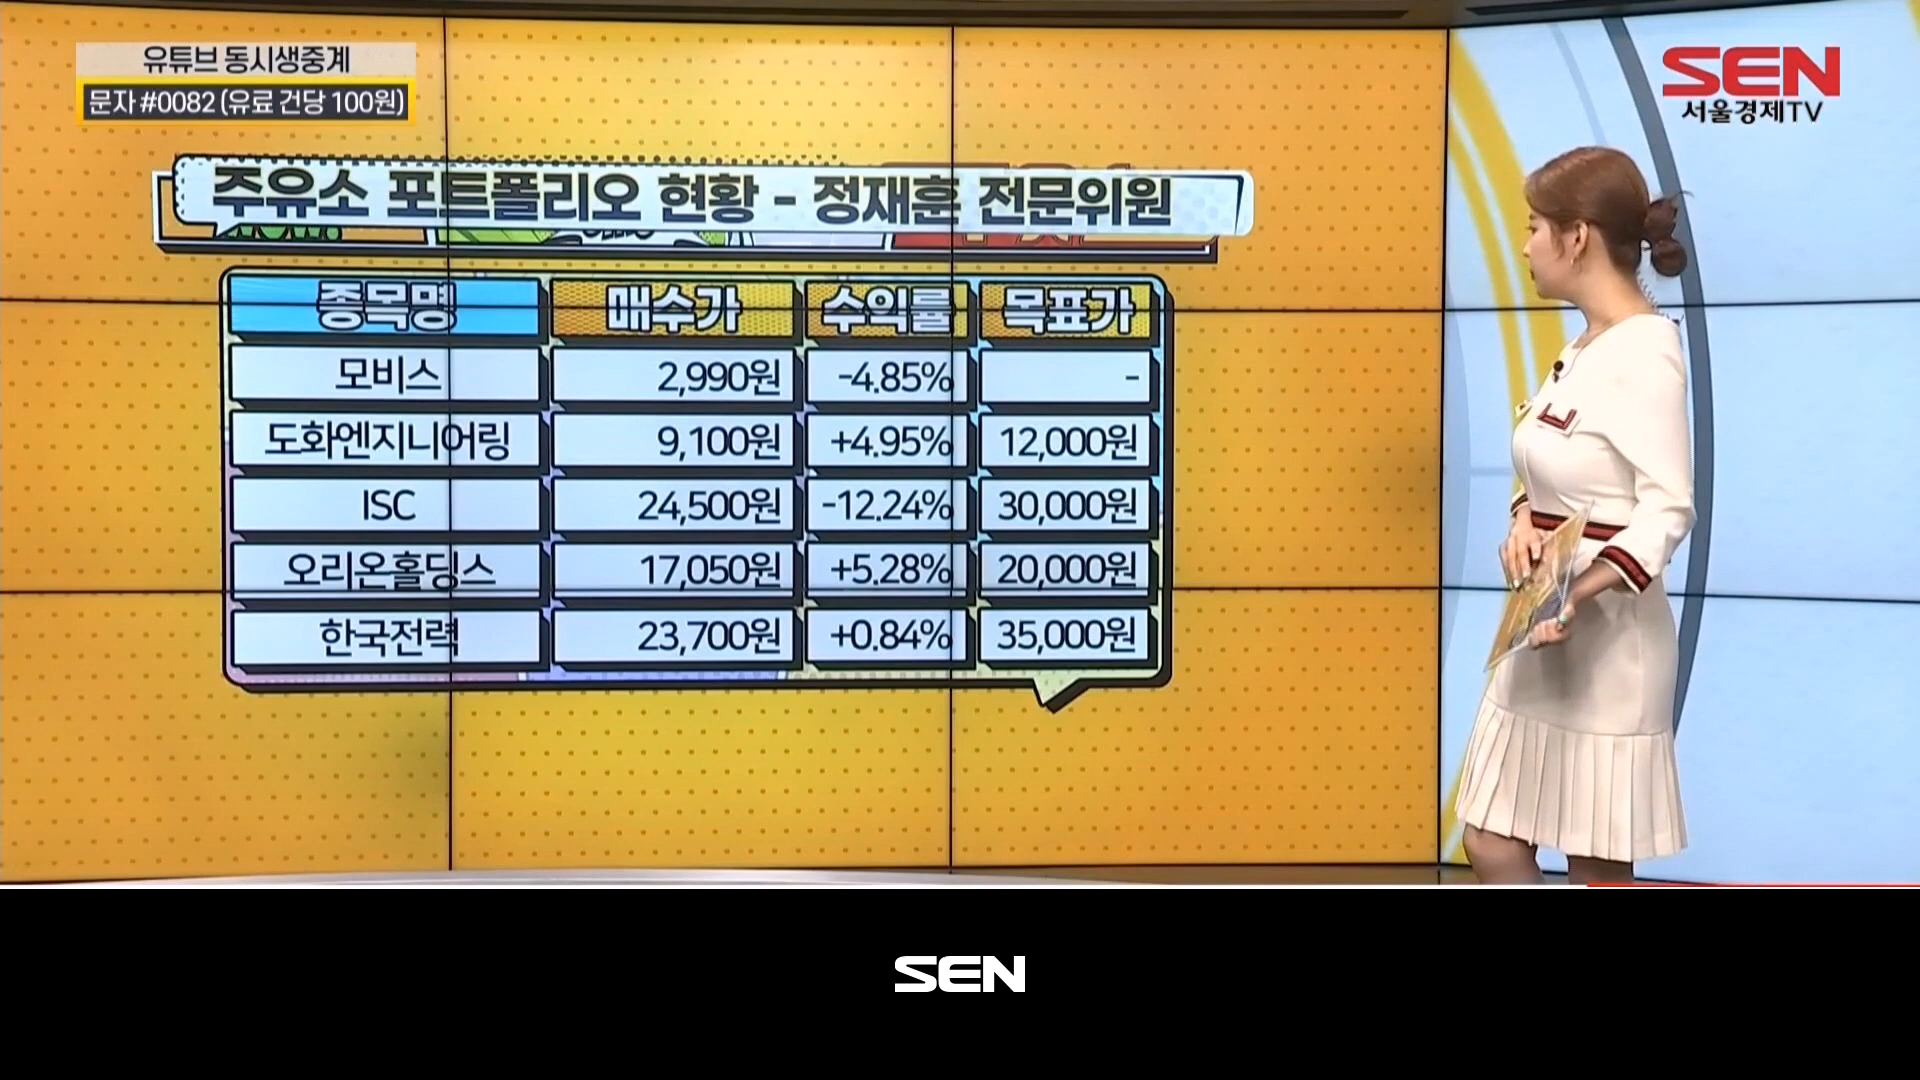 유튜브 동시생중계
문자 #0082 (유료 건당 100원)
SEN
서울경제TV
주유소 포트폴리오 현황 - 정재훈 전문위원
종목명 매수가 수익률 목표가
모비스 2,990원 -4.85% -
도화엔지니어링 9,100원 +4.95% 12,000원
ISC 24,500원 -12.24% 30,000원
오리온홀딩스 17,050원 +5.28% 20,000원
한국전력 23,700원 +0.84% 35,000원
SEN